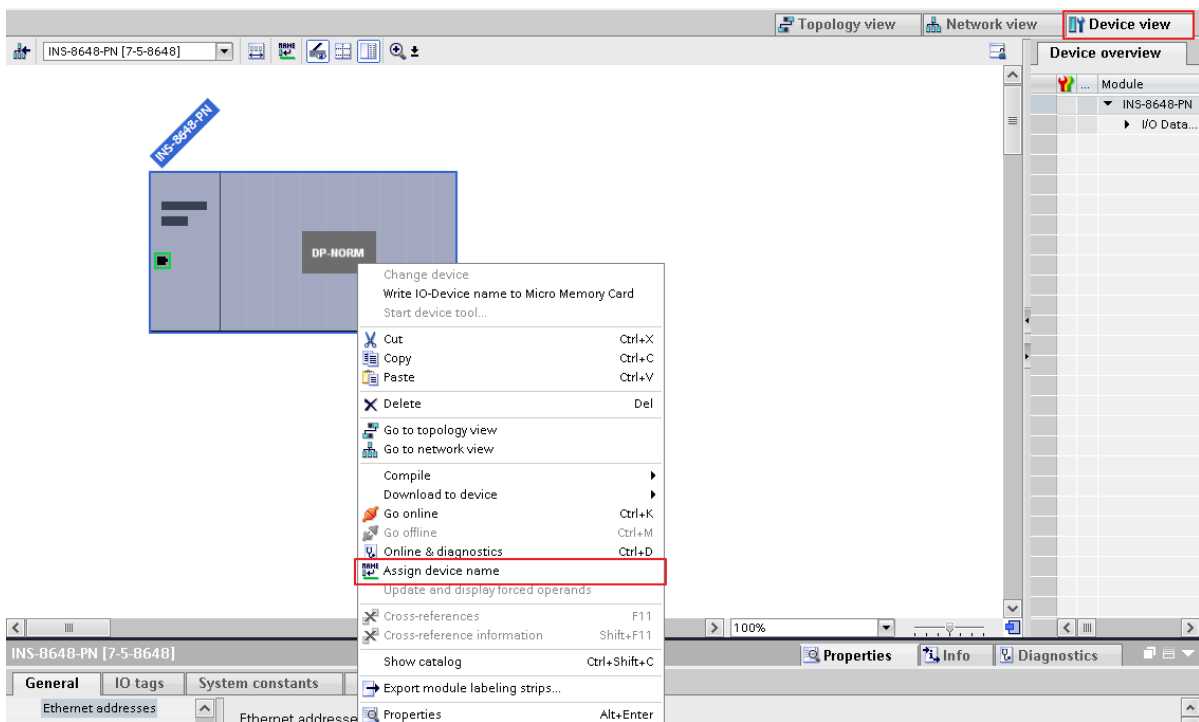 Topology view
Network view
Device view
INS-8648-PN [7-5-8648]
NAME
Device overview
... Module
INS-8648-PN
I/O Data...
INS-8648-PN
DP-NORM
Change device
Write IO-Device name to Micro Memory Card
Start device tool...
Cut Ctrl+X
Copy Ctrl+C
Paste Ctrl+V
Delete Del
Go to topology view
Go to network view
Compile
Download to device
Go online Ctrl+K
Go offline Ctrl+M
Online & diagnostics Ctrl+D
NAME Assign device name
Update and display forced operands
Cross-references F11
Cross-reference information Shift+F11
Show catalog Ctrl+Shift+C
Export module labeling strips...
Properties Alt+Enter
100%
INS-8648-PN [7-5-8648]
Properties
Info
Diagnostics
General
IO tags
System constants
Ethernet addresses
Ethernet addresse